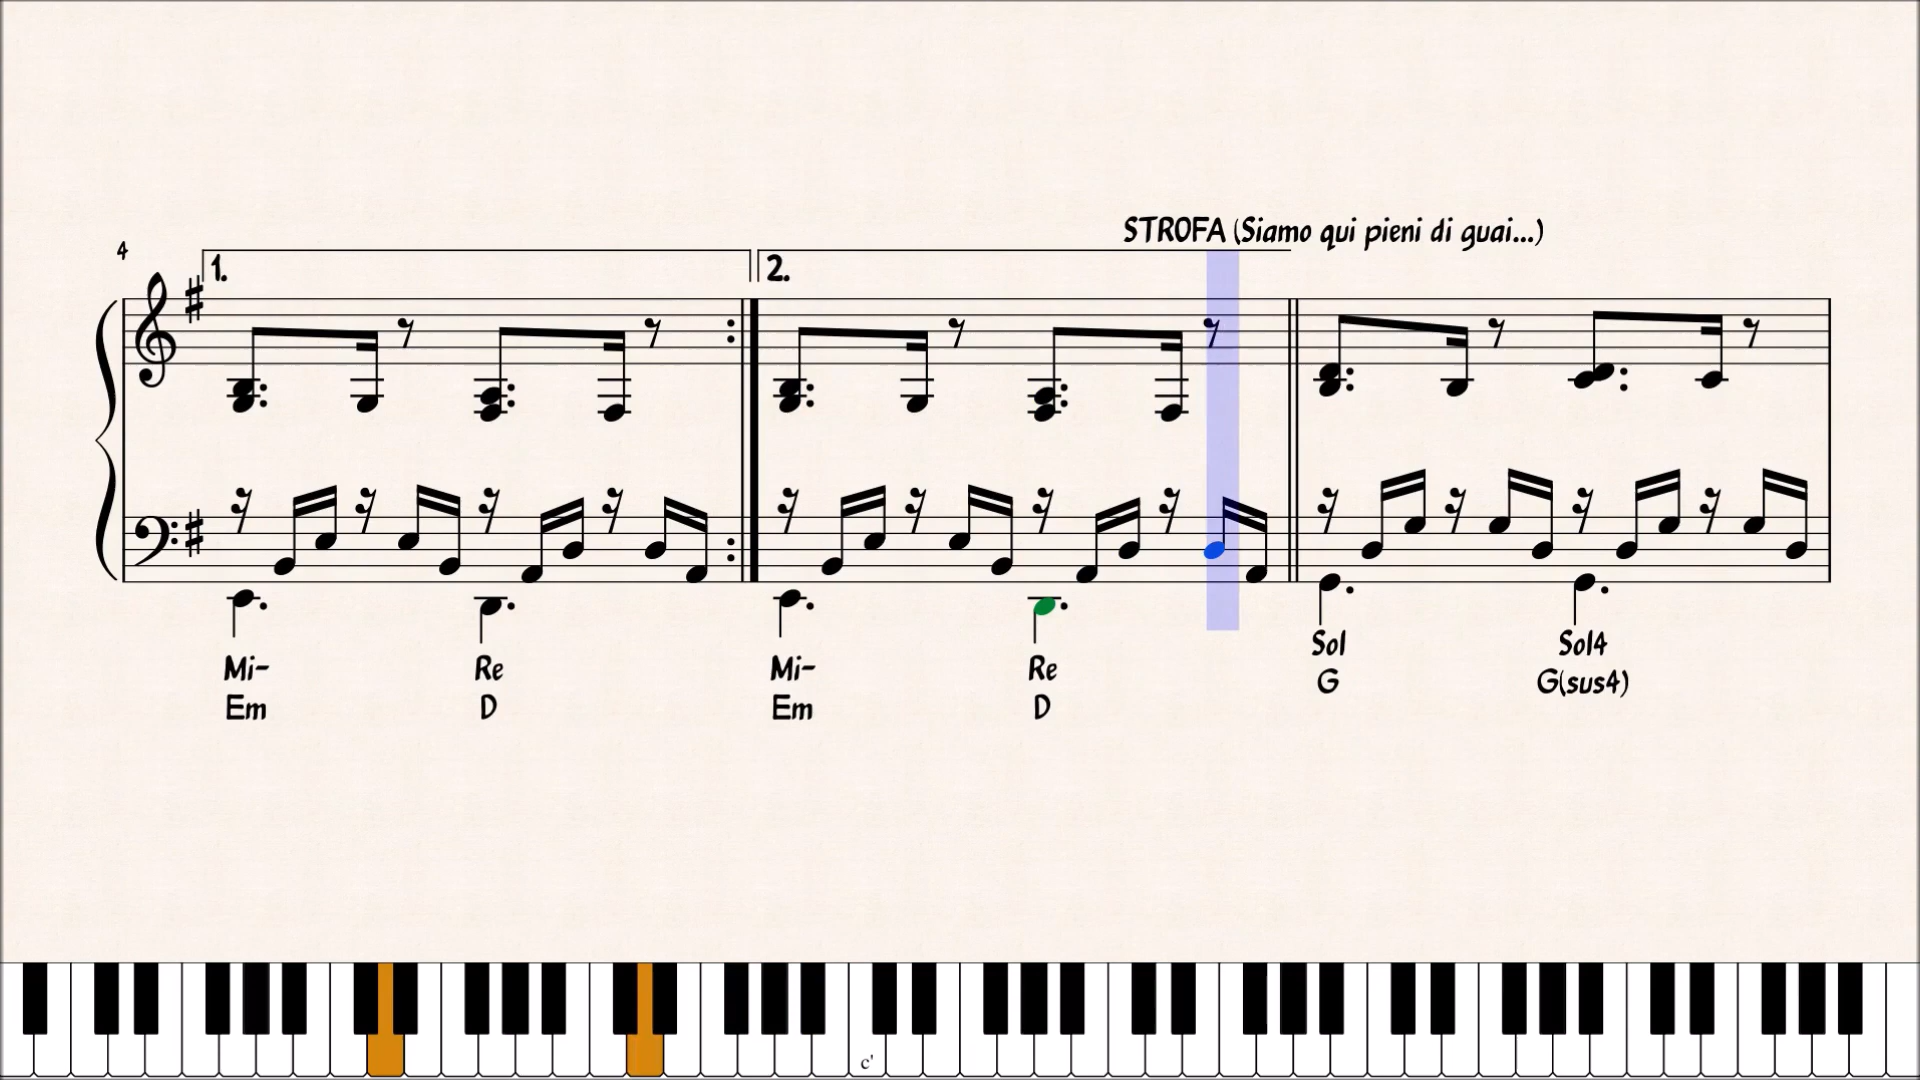 STROFA (Siamo qui pieni di guai...)
4
1. 2.
Mi- Re Mi- Re Sol Sol4
Em D Em D G G(sus4)
c'